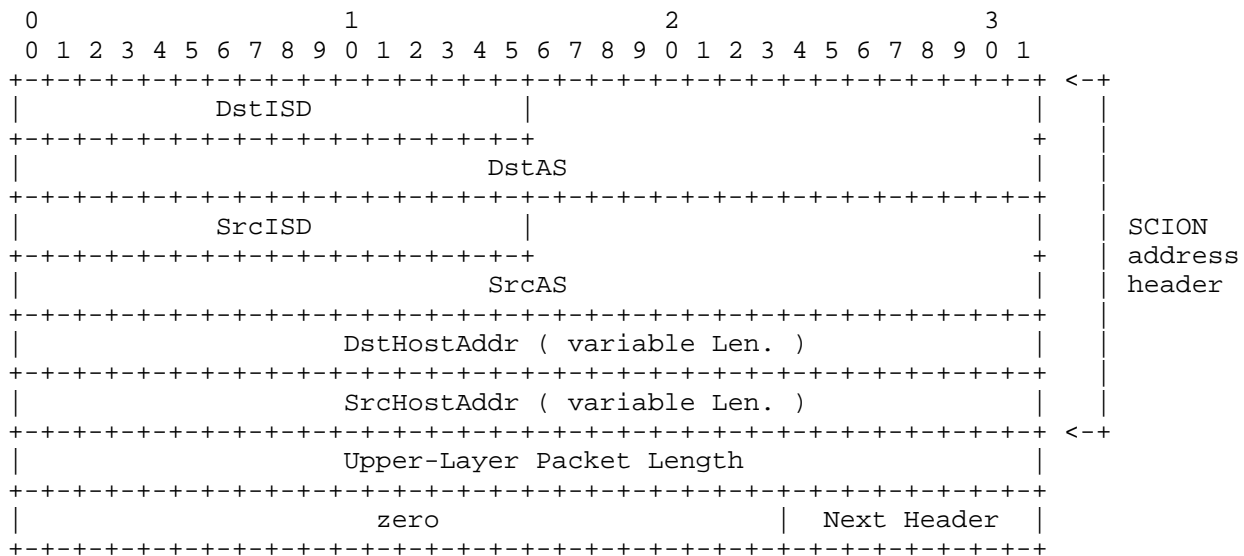 0                   1                   2                   3
 0 1 2 3 4 5 6 7 8 9 0 1 2 3 4 5 6 7 8 9 0 1 2 3 4 5 6 7 8 9 0 1
+-+-+-+-+-+-+-+-+-+-+-+-+-+-+-+-+-+-+-+-+-+-+-+-+-+-+-+-+-+-+-+-+ <-+
|            DstISD             |                               |   |
+-+-+-+-+-+-+-+-+-+-+-+-+-+-+-+-+                               +   |
|                             DstAS                             |   |
+-+-+-+-+-+-+-+-+-+-+-+-+-+-+-+-+-+-+-+-+-+-+-+-+-+-+-+-+-+-+-+-+   |
|            SrcISD             |                               |   | SCION
+-+-+-+-+-+-+-+-+-+-+-+-+-+-+-+-+                               +   | address
|                             SrcAS                             |   | header
+-+-+-+-+-+-+-+-+-+-+-+-+-+-+-+-+-+-+-+-+-+-+-+-+-+-+-+-+-+-+-+-+   |
|                    DstHostAddr ( variable Len. )              |   |
+-+-+-+-+-+-+-+-+-+-+-+-+-+-+-+-+-+-+-+-+-+-+-+-+-+-+-+-+-+-+-+-+   |
|                    SrcHostAddr ( variable Len. )              |   |
+-+-+-+-+-+-+-+-+-+-+-+-+-+-+-+-+-+-+-+-+-+-+-+-+-+-+-+-+-+-+-+-+ <-+
|                    Upper-Layer Packet Length                  |
+-+-+-+-+-+-+-+-+-+-+-+-+-+-+-+-+-+-+-+-+-+-+-+-+-+-+-+-+-+-+-+-+
|                      zero                     |  Next Header  |
+-+-+-+-+-+-+-+-+-+-+-+-+-+-+-+-+-+-+-+-+-+-+-+-+-+-+-+-+-+-+-+-+